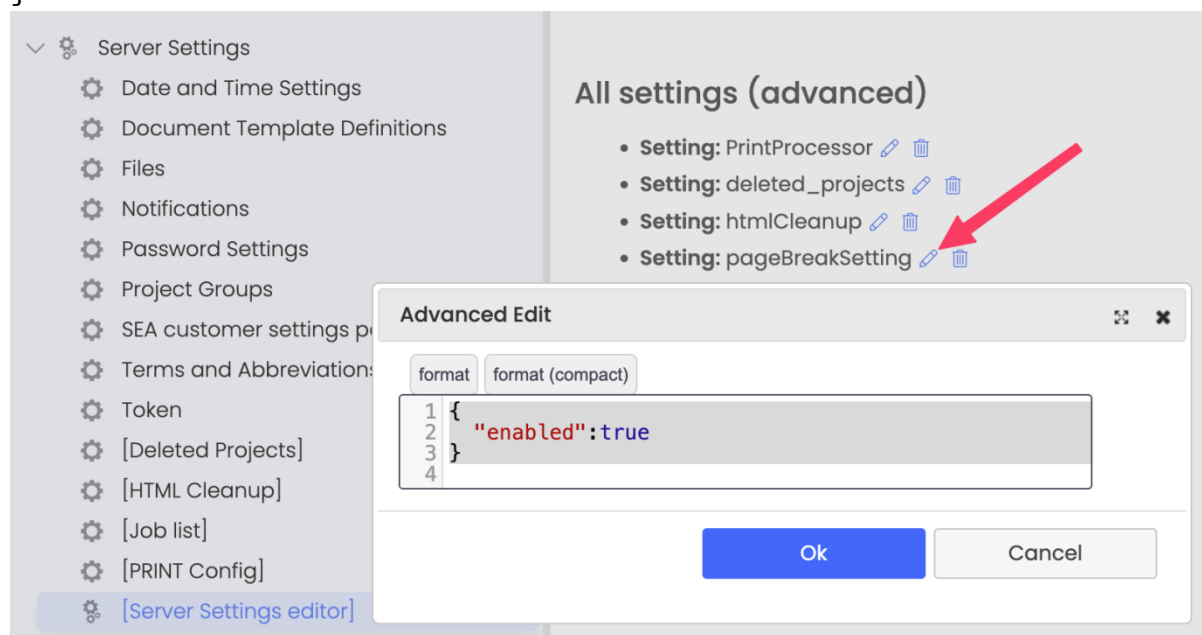 Server Settings
Date and Time Settings
Document Template Definitions
Files
Notifications
Password Settings
Project Groups
SEA customer settings p
Terms and Abbreviation
Token
[Deleted Projects]
[HTML Cleanup]
[Job list]
[PRINT Config]
[Server Settings editor]
All settings (advanced)
• Setting: PrintProcessor
• Setting: deleted_projects
• Setting: htmlCleanup
• Setting: pageBreakSetting
Advanced Edit
format format (compact)
1 {
2 "enabled":true
3 }
4
Ok Cancel